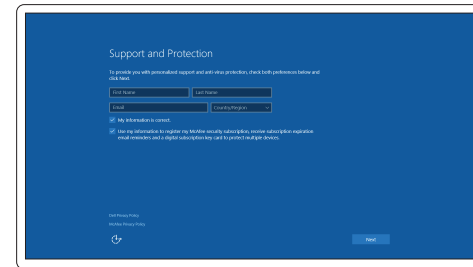 Support and Protection
To provide you with personalized support and anti-virus protection, check both preferences below and
click Next.
First Name
Last Name
Email
Country/Region
My information is correct.
Use my information to register my McAfee security subscription, receive subscription expiration
email reminders and a digital subscription key card to protect multiple devices.
Dell Privacy Policy
McAfee Privacy Policy
Next